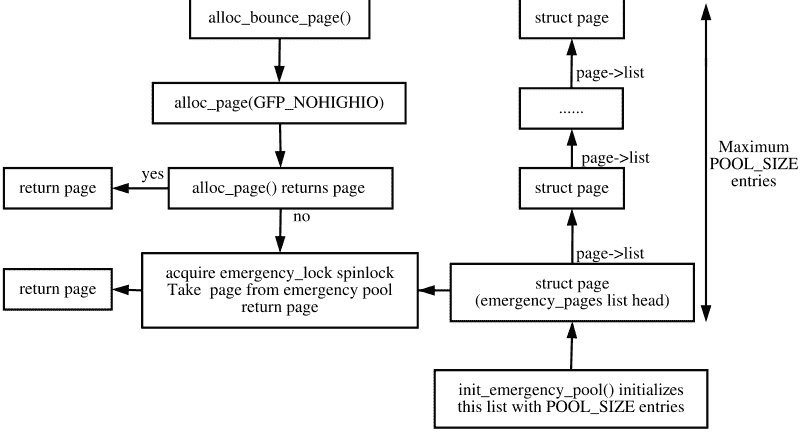 alloc_bounce_page()
alloc_page(GFP_NOHIGHIO)
yes
return page
alloc_page() returns page
no
return page
acquire emergency_lock spinlock
Take page from emergency pool
return page
struct page
page->list
......
page->list
struct page
page->list
struct page
(emergency_pages list head)
Maximum
POOL_SIZE
entries
init_emergency_pool() initializes
this list with POOL_SIZE entries